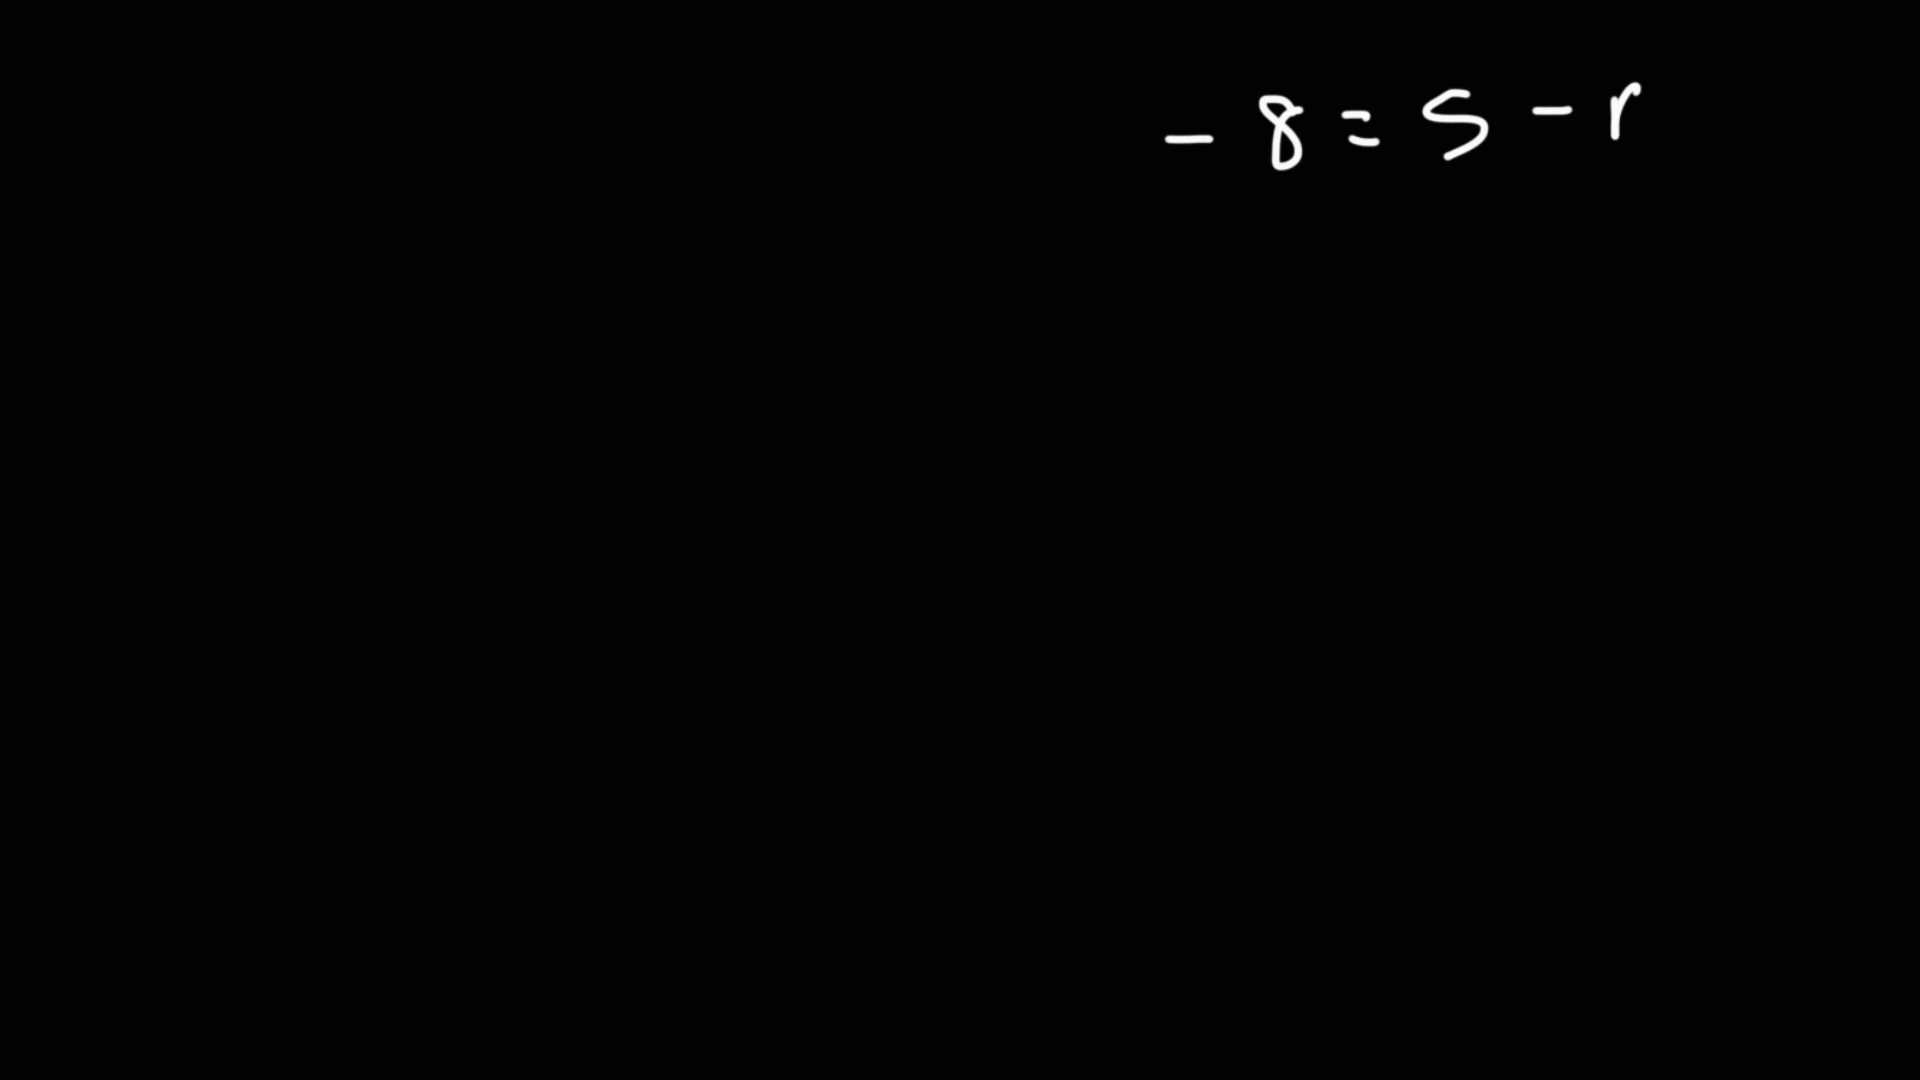 - 8 = 5 - r